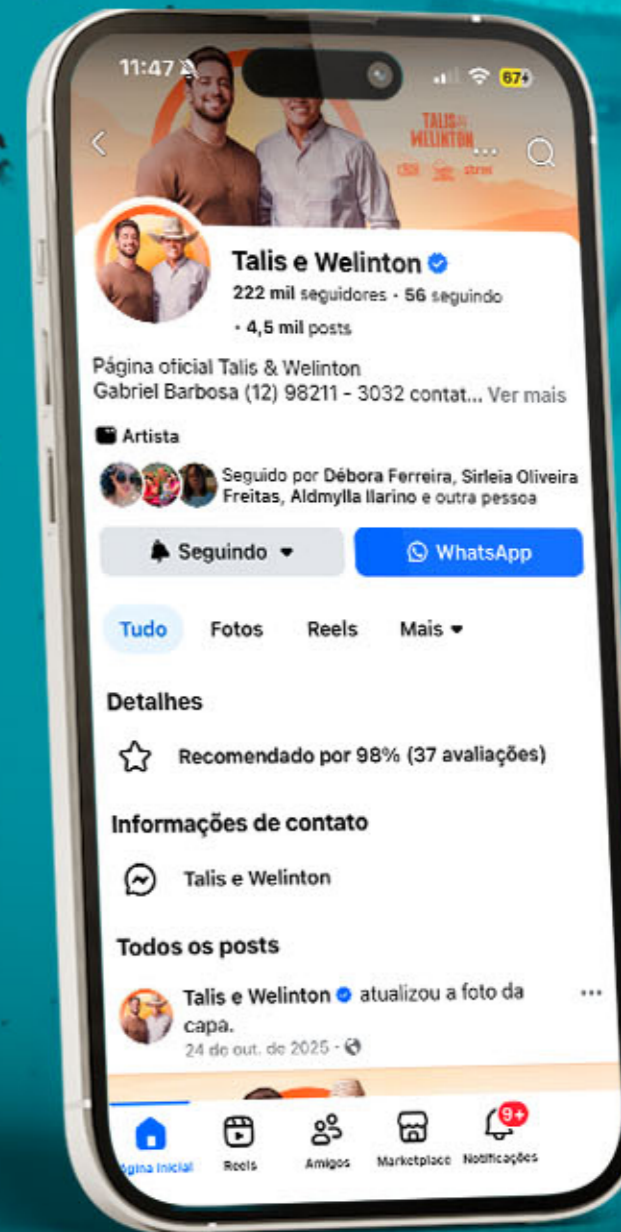 11:47
67
TALIS &
WELINTON
Talis e Welinton
222 mil seguidores · 56 seguindo
· 4,5 mil posts
Página oficial Talis & Welinton
Gabriel Barbosa (12) 98211 - 3032 contat... Ver mais
Artista
Seguido por Débora Ferreira, Sirleia Oliveira
Freitas, Aldmylla Ilarino e outra pessoa
Seguindo
WhatsApp
Tudo Fotos Reels Mais
Detalhes
Recomendado por 98% (37 avaliações)
Informações de contato
Talis e Welinton
Todos os posts
Talis e Welinton atualizou a foto da
capa.
24 de out. de 2025 ·
9+
Página Inicial Reels Amigos Marketplace Notificações